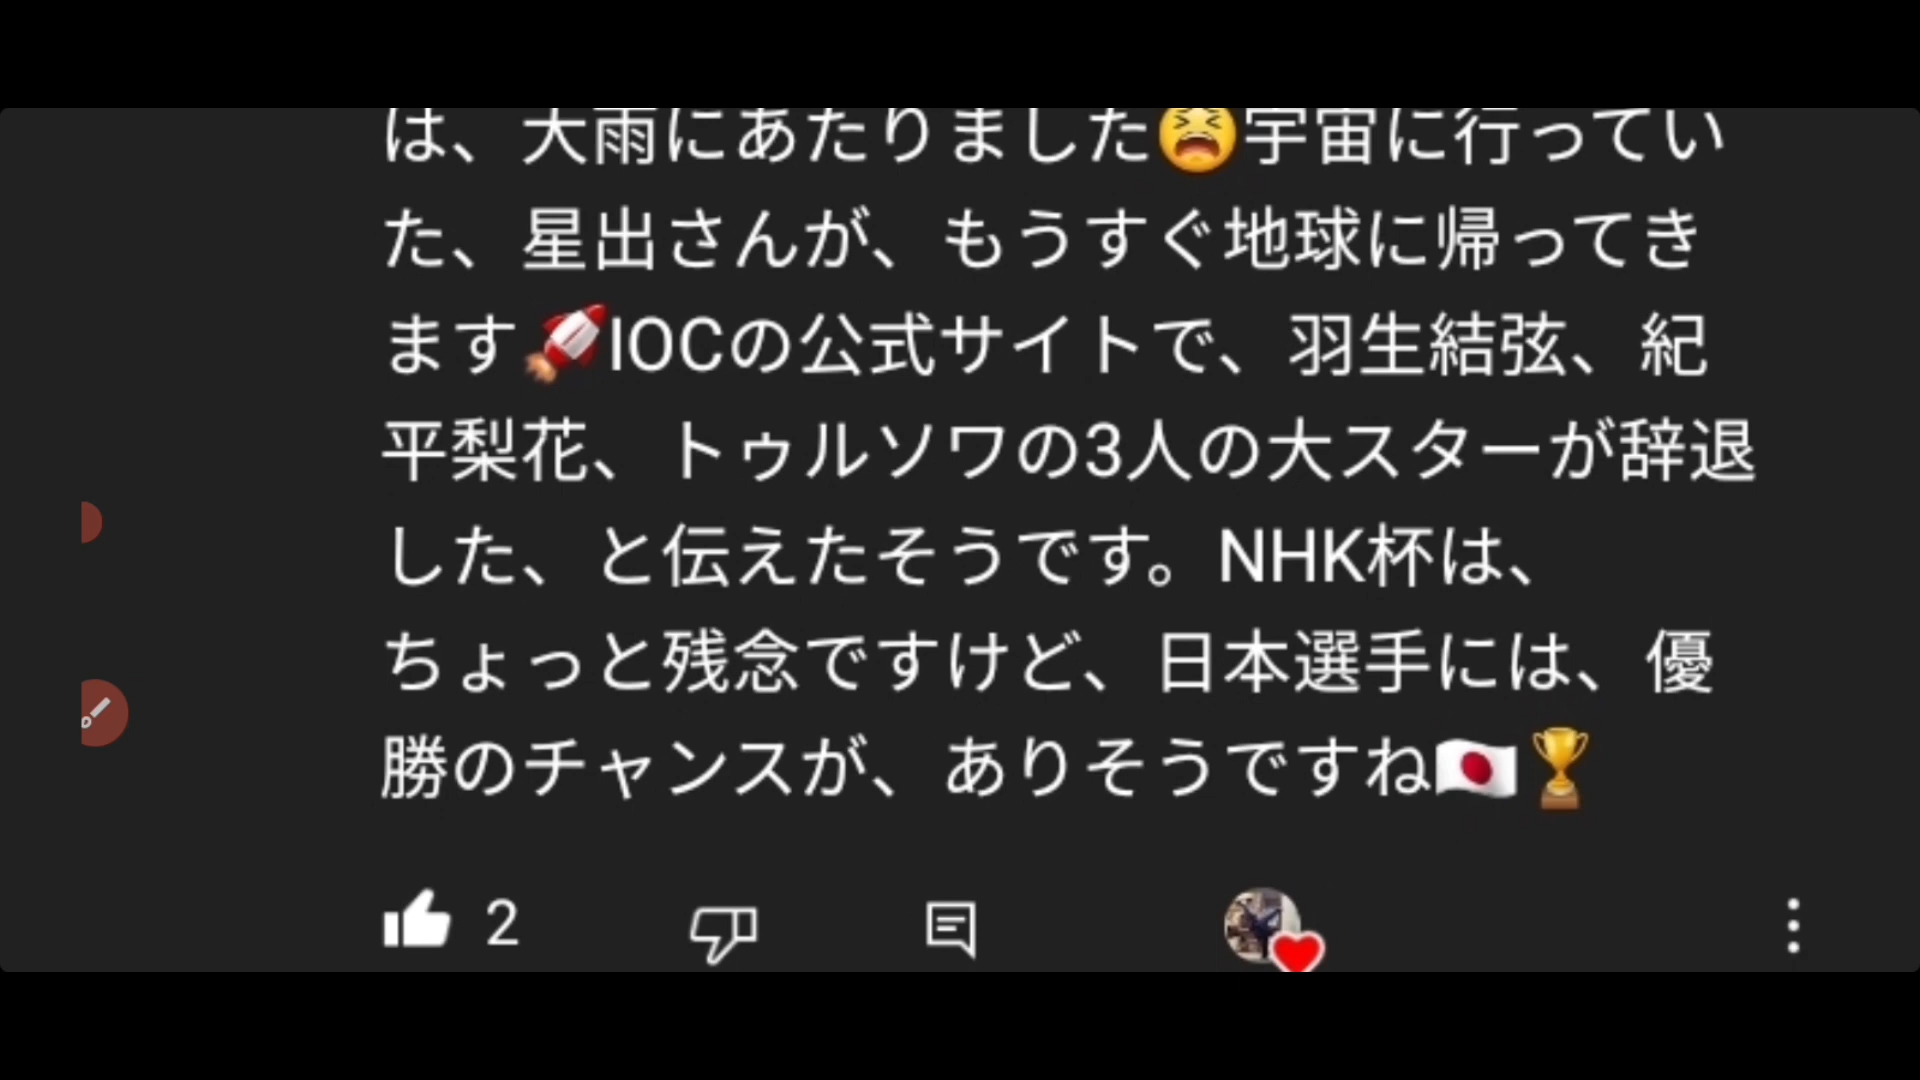 は、大雨にあたりました😫宇宙に行ってい
た、星出さんが、もうすぐ地球に帰ってき
ます🚀IOCの公式サイトで、羽生結弦、紀
平梨花、トゥルソワの3人の大スターが辞退
した、と伝えたそうです。NHK杯は、
ちょっと残念ですけど、日本選手には、優
勝のチャンスが、ありそうですね🇯🇵🏆
2